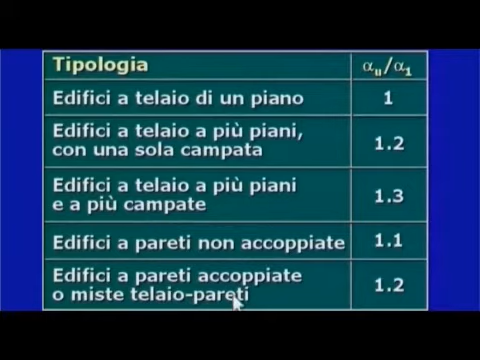 Tipologia αu/α1
Edifici a telaio di un piano 1
Edifici a telaio a più piani,
con una sola campata 1.2
Edifici a telaio a più piani
e a più campate 1.3
Edifici a pareti non accoppiate 1.1
Edifici a pareti accoppiate
o miste telaio-pareti 1.2